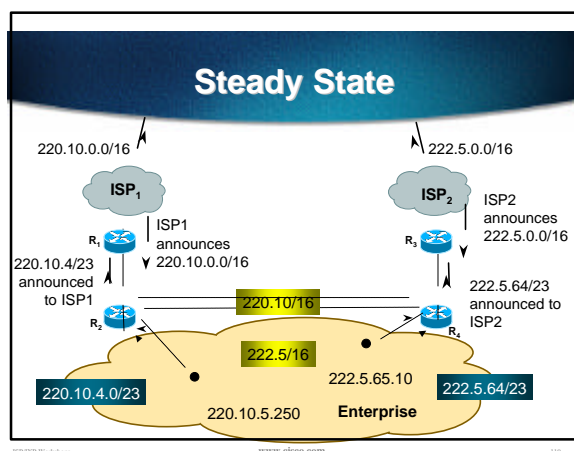 Steady State
220.10.0.0/16
222.5.0.0/16
ISP1
ISP2
ISP1
announces
220.10.0.0/16
ISP2
announces
222.5.0.0/16
R1
R3
220.10.4/23
announced
to ISP1
222.5.64/23
announced to
ISP2
220.10/16
R2
R4
222.5/16
220.10.4.0/23
222.5.65.10
222.5.64/23
220.10.5.250
Enterprise
www.cisco.com